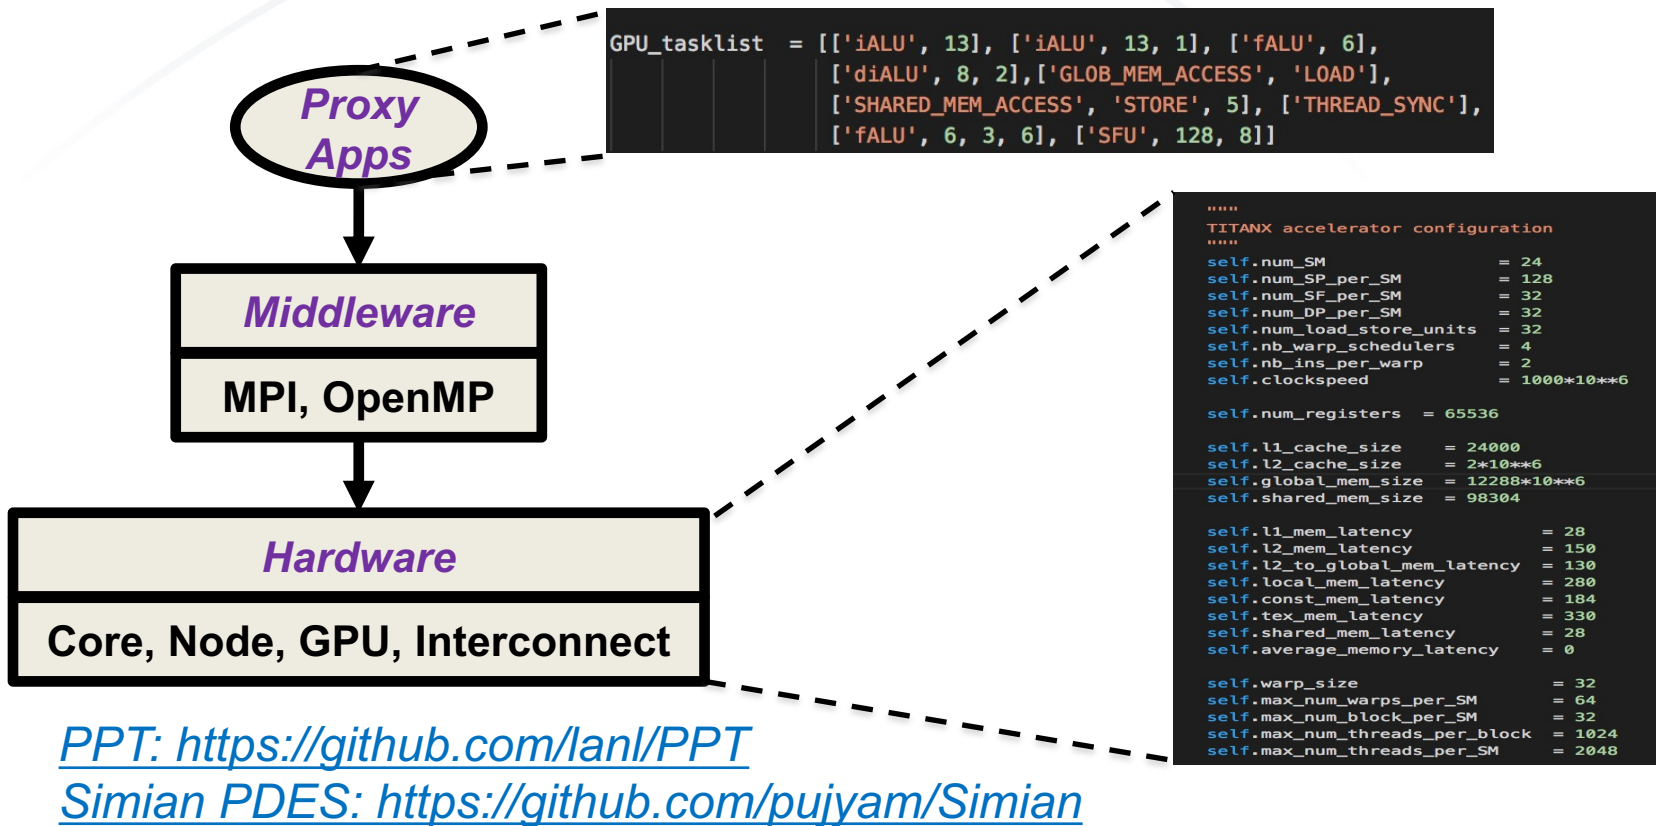 Proxy
Apps
GPU_tasklist = [['iALU', 13], ['iALU', 13, 1], ['fALU', 6],
['diALU', 8, 2],['GLOB_MEM_ACCESS', 'LOAD'],
['SHARED_MEM_ACCESS', 'STORE', 5], ['THREAD_SYNC'],
['fALU', 6, 3, 6], ['SFU', 128, 8]]
Middleware
MPI, OpenMP
Hardware
Core, Node, GPU, Interconnect
"""
TITANX accelerator configuration
"""
self.num_SM = 24
self.num_SP_per_SM = 128
self.num_SF_per_SM = 32
self.num_DP_per_SM = 32
self.num_load_store_units = 32
self.nb_warp_schedulers = 4
self.nb_ins_per_warp = 2
self.clockspeed = 1000*10**6
self.num_registers = 65536
self.l1_cache_size = 24000
self.l2_cache_size = 2*10**6
self.global_mem_size = 12288*10**6
self.shared_mem_size = 98304
self.l1_mem_latency = 28
self.l2_mem_latency = 150
self.l2_to_global_mem_latency = 130
self.local_mem_latency = 280
self.const_mem_latency = 184
self.tex_mem_latency = 330
self.shared_mem_latency = 28
self.average_memory_latency = 0
self.warp_size = 32
self.max_num_warps_per_SM = 64
self.max_num_block_per_SM = 32
self.max_num_threads_per_block = 1024
self.max_num_threads_per_SM = 2048
PPT: https://github.com/lanl/PPT
Simian PDES: https://github.com/pujyam/Simian